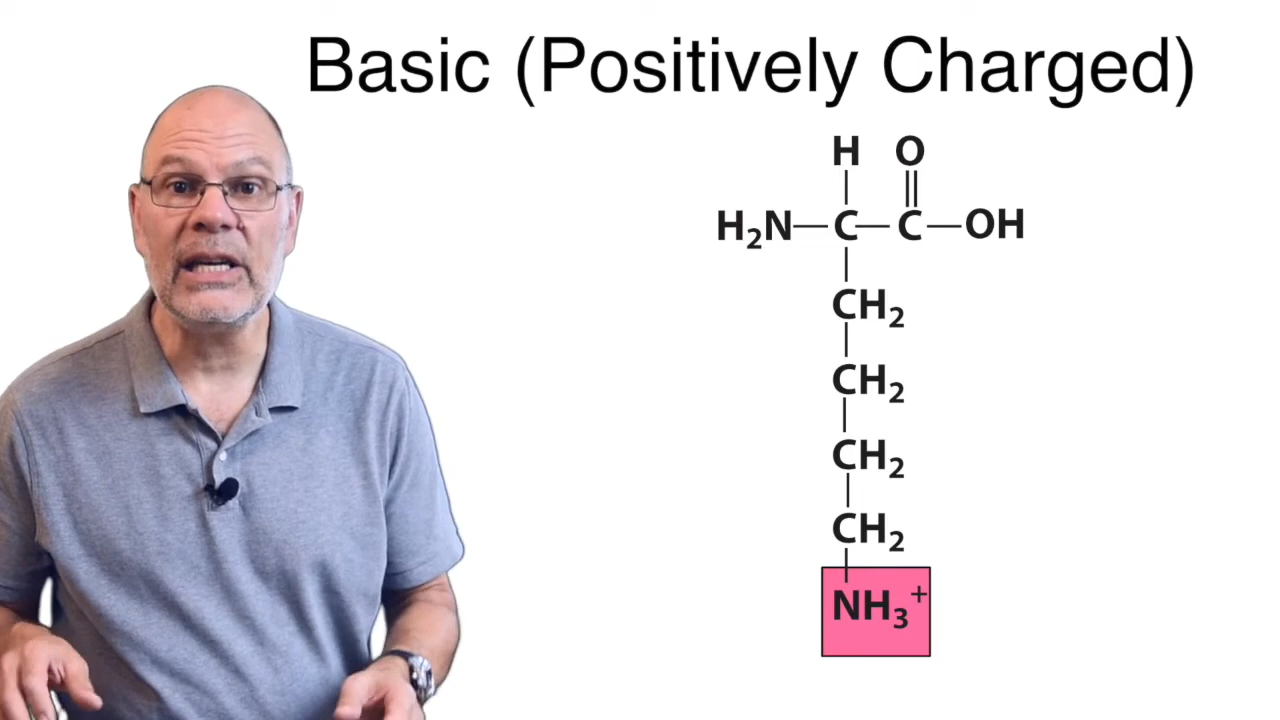 Basic (Positively Charged)
H O
H₂N—C—C—OH
CH₂
CH₂
CH₂
CH₂
NH₃⁺